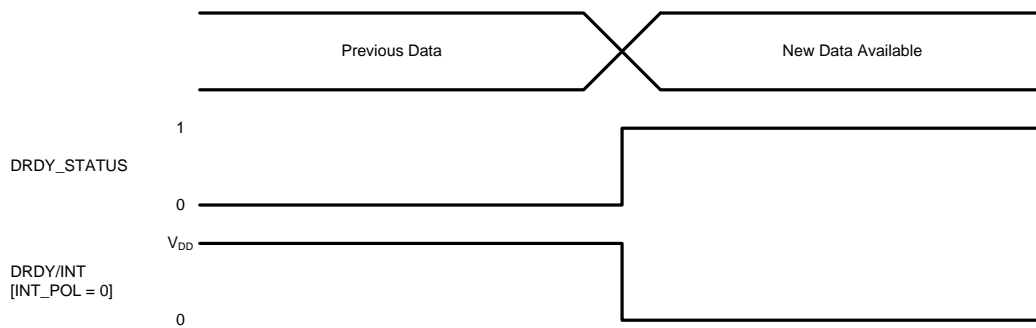 Previous Data
New Data Available
1
DRDY_STATUS
0
VDD
DRDY/INT
[INT_POL = 0]
0